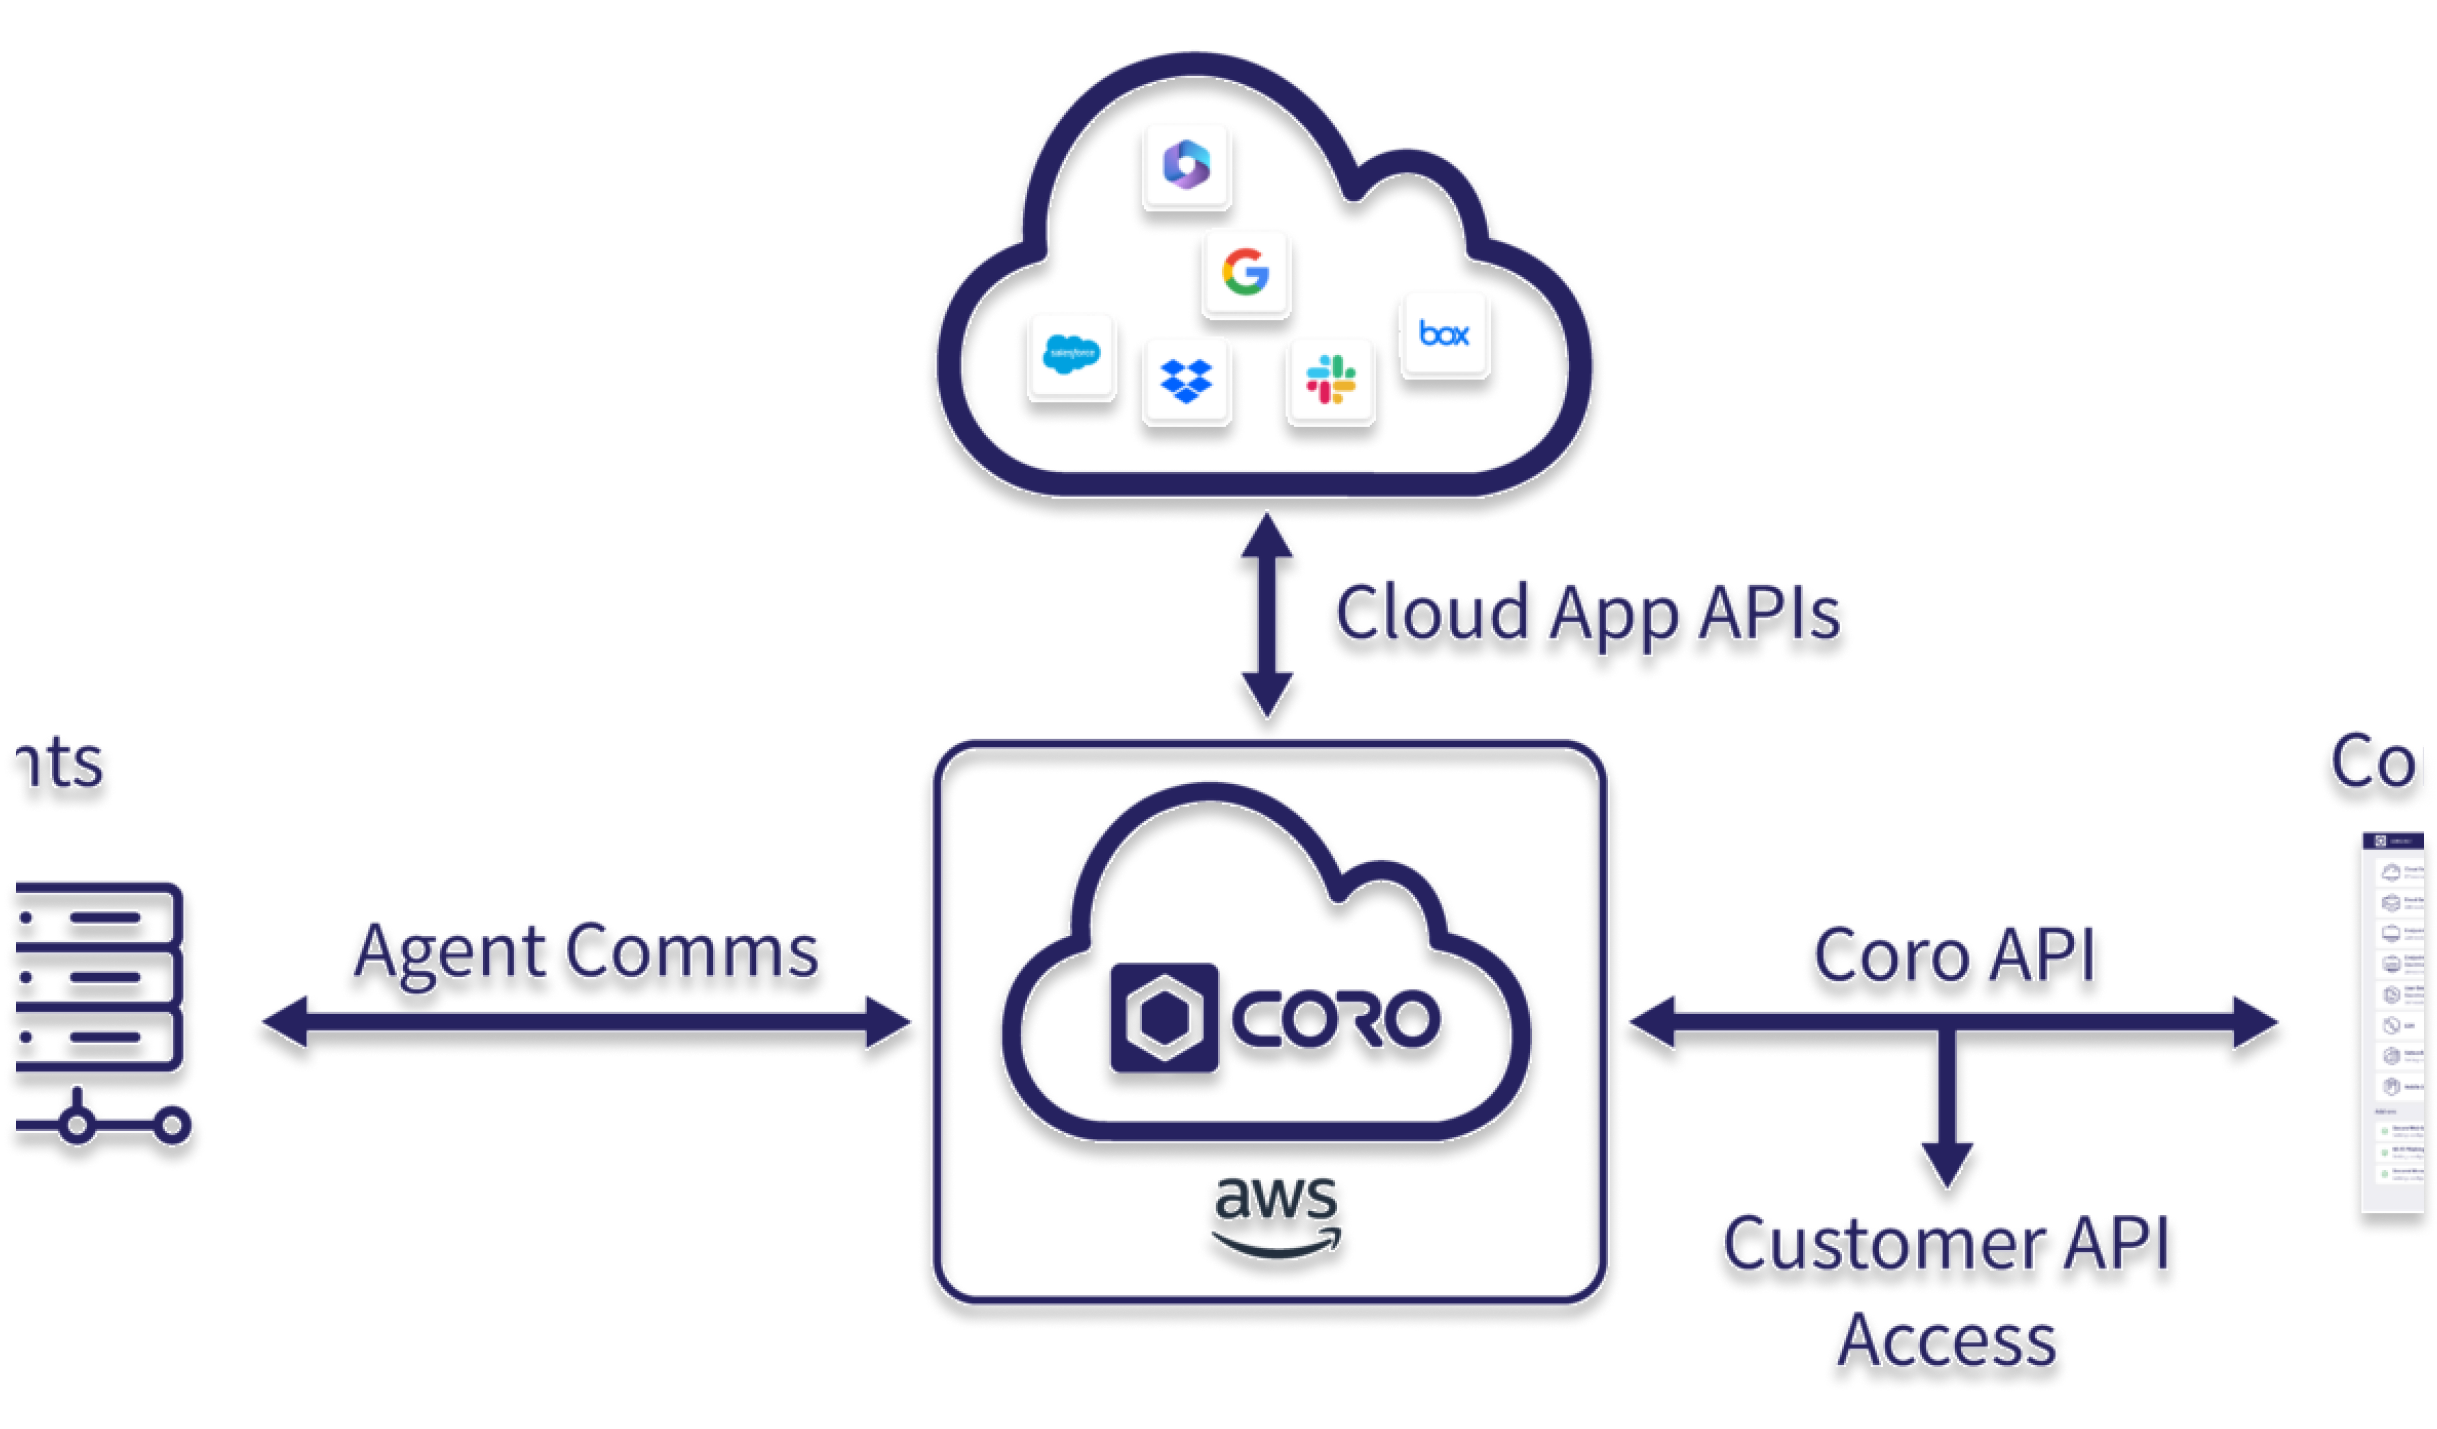 salesforce
box
Cloud App APIs
nts
Co
Agent Comms
Coro API
CORO
aws
Customer API
Access